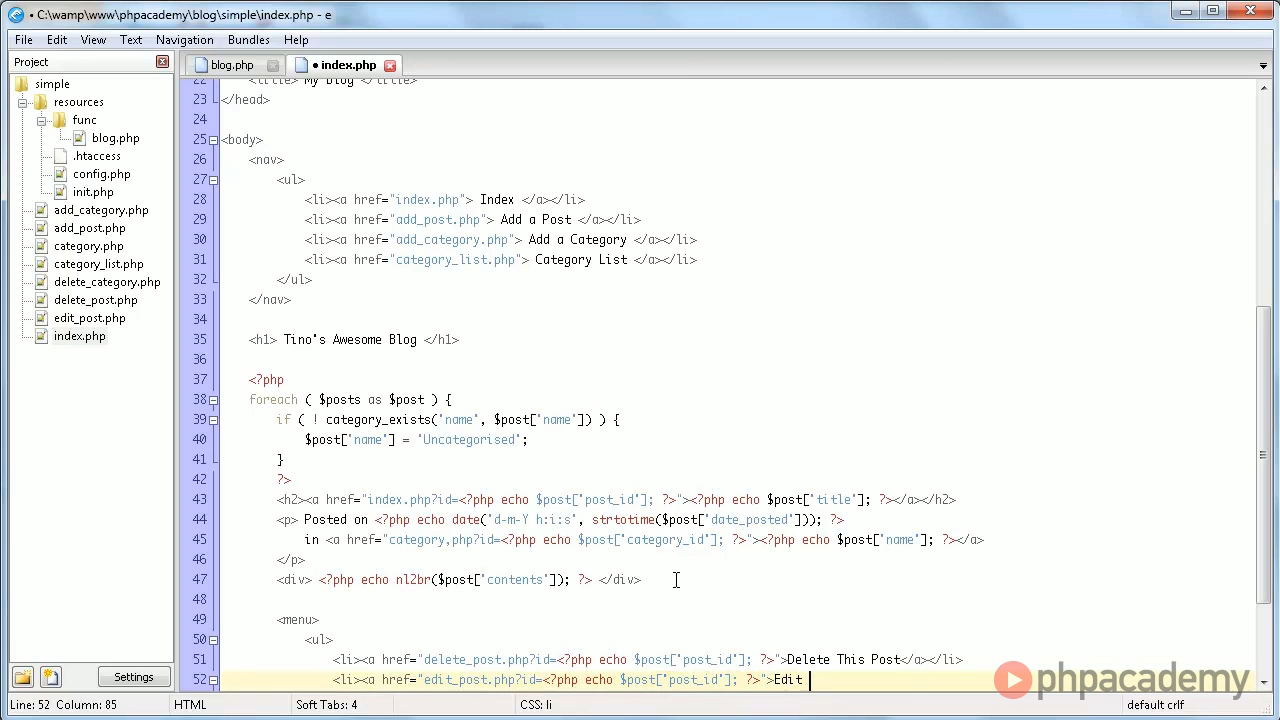 • C:\wamp\www\phpacademy\blog\simple\index.php - e
File Edit View Text Navigation Bundles Help
Project
blog.php
• index.php
simple
resources
func
blog.php
.htaccess
config.php
init.php
add_category.php
add_post.php
category.php
category_list.php
delete_category.php
delete_post.php
edit_post.php
index.php
Settings
22 <title> My Blog </title>
23 </head>
24
25 <body>
26 <nav>
27 <ul>
28 <li><a href="index.php"> Index </a></li>
29 <li><a href="add_post.php"> Add a Post </a></li>
30 <li><a href="add_category.php"> Add a Category </a></li>
31 <li><a href="category_list.php"> Category List </a></li>
32 </ul>
33 </nav>
34
35 <h1> Tino's Awesome Blog </h1>
36
37 <?php
38 foreach ( $posts as $post ) {
39 if ( ! category_exists('name', $post['name']) ) {
40 $post['name'] = 'Uncategorised';
41 }
42 ?>
43 <h2><a href="index.php?id=<?php echo $post['post_id']; ?>"><?php echo $post['title']; ?></a></h2>
44 <p> Posted on <?php echo date('d-m-Y h:i:s', strtotime($post['date_posted'])); ?>
45 in <a href="category.php?id=<?php echo $post['category_id']; ?>"><?php echo $post['name']; ?></a>
46 </p>
47 <div> <?php echo nl2br($post['contents']); ?> </div>
48
49 <menu>
50 <ul>
51 <li><a href="delete_post.php?id=<?php echo $post['post_id']; ?>">Delete This Post</a></li>
52 <li><a href="edit_post.php?id=<?php echo $post['post_id']; ?>">Edit
phpacademy
Line: 52 Column: 85
HTML
Soft Tabs: 4
CSS: li
default crlf